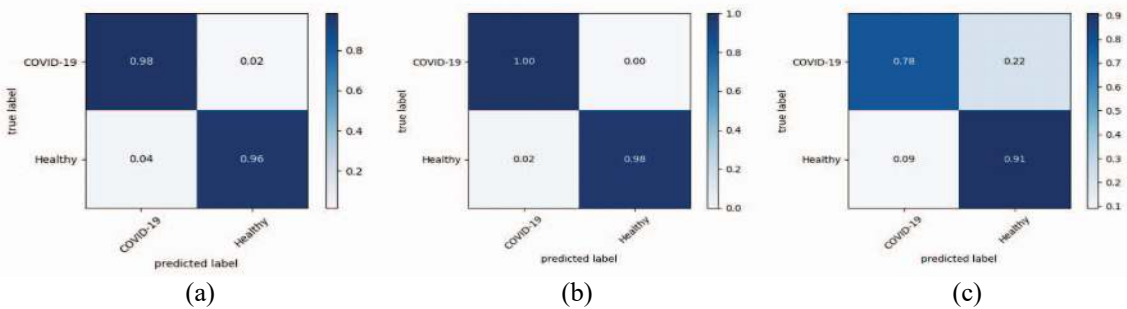 COVID-19
0.98
0.02
0.8
0.6
true label
Healthy
0.04
0.96
0.4
0.2
COVID-19
Healthy
predicted label
(a)
1.0
COVID-19
1.00
0.00
0.8
0.6
true label
Healthy
0.02
0.98
0.4
0.2
0.0
COVID-19
Healthy
predicted label
(b)
0.9
COVID-19
0.78
0.22
0.8
0.7
0.6
true label
0.5
0.4
Healthy
0.09
0.91
0.3
0.2
0.1
COVID-19
Healthy
predicted label
(c)